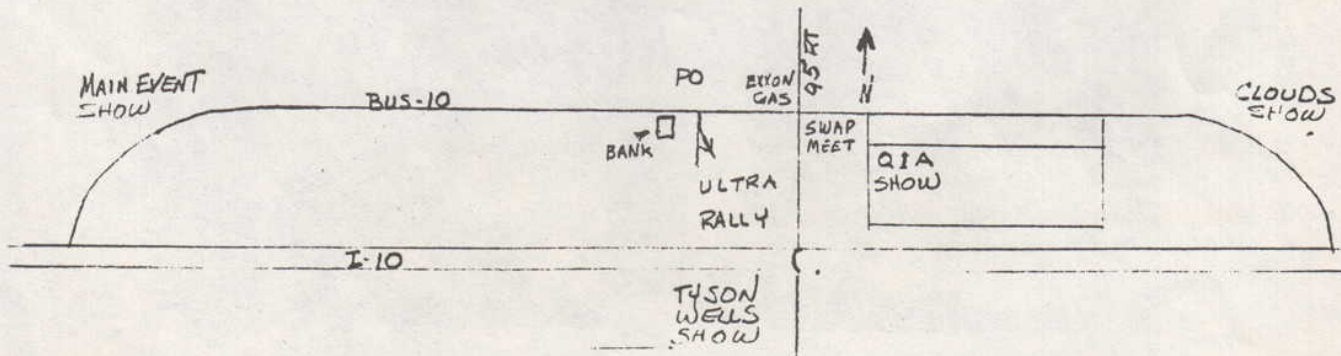 MAIN EVENT
SHOW
BUS-10
PO
EXXON
GAS
95 RT
N
CLOUDS
SHOW
BANK
SWAP
MEET
QIA
SHOW
ULTRA
RALLY
I-10
TYSON
WELLS
SHOW